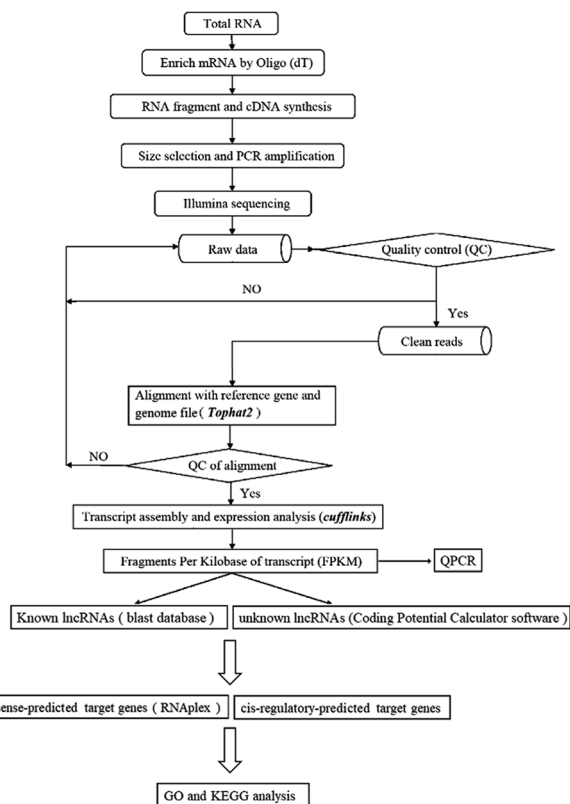 Total RNA
Enrich mRNA by Oligo (dT)
RNA fragment and cDNA synthesis
Size selection and PCR amplification
Illumina sequencing
Raw data
Quality control (QC)
NO
Yes
Clean reads
Alignment with reference gene and
genome file( Tophat2 )
NO
QC of alignment
Yes
Transcript assembly and expression analysis (cufflinks)
Fragments Per Kilobase of transcript (FPKM)
QPCR
Known lncRNAs ( blast database )
unknown lncRNAs (Coding Potential Calculator software )
ense-predicted target genes ( RNAplex )
cis-regulatory-predicted target genes
GO and KEGG analysis